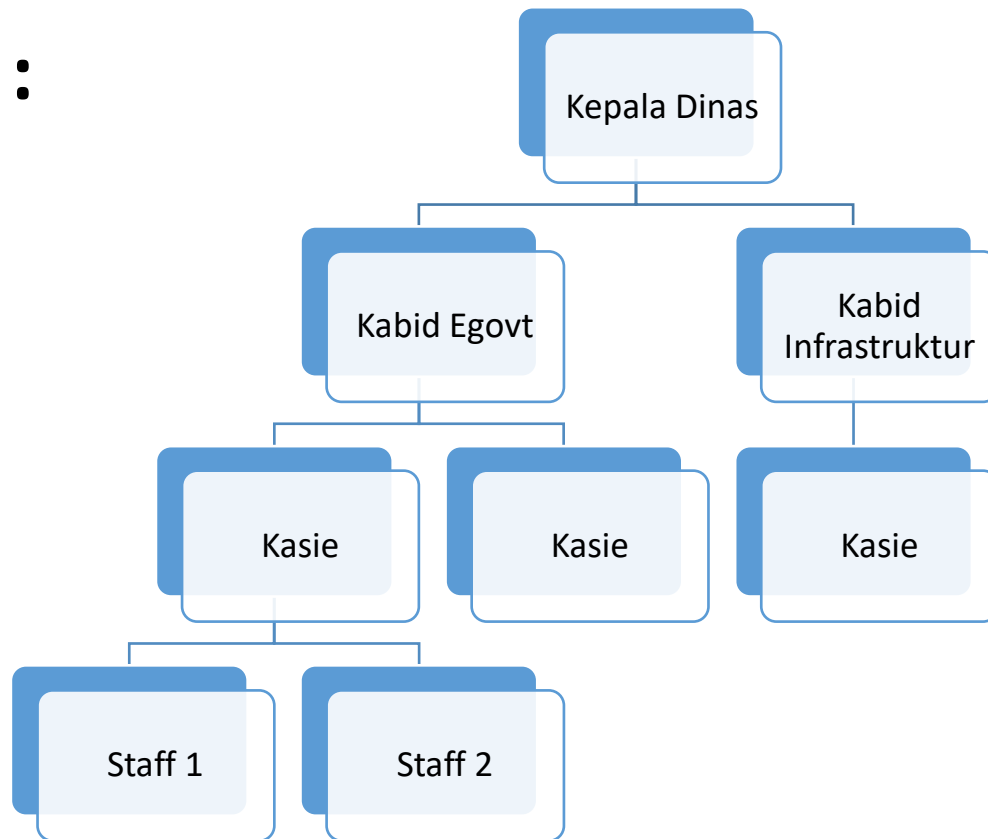 :
Kepala Dinas
Kabid Egovt
Kabid
Infrastruktur
Kasie
Kasie
Kasie
Staff 1
Staff 2